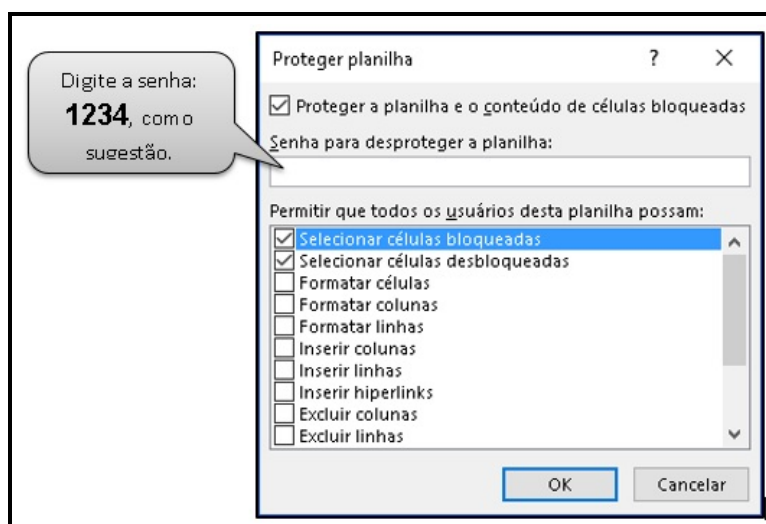 Digite a senha:
1234, como
sugestão.
Proteger planilha
Proteger a planilha e o conteúdo de células bloqueadas
Senha para desproteger a planilha:
Permitir que todos os usuários desta planilha possam:
Selecionar células bloqueadas
Selecionar células desbloqueadas
Formatar células
Formatar colunas
Formatar linhas
Inserir colunas
Inserir linhas
Inserir hiperlinks
Excluir colunas
Excluir linhas
OK Cancelar